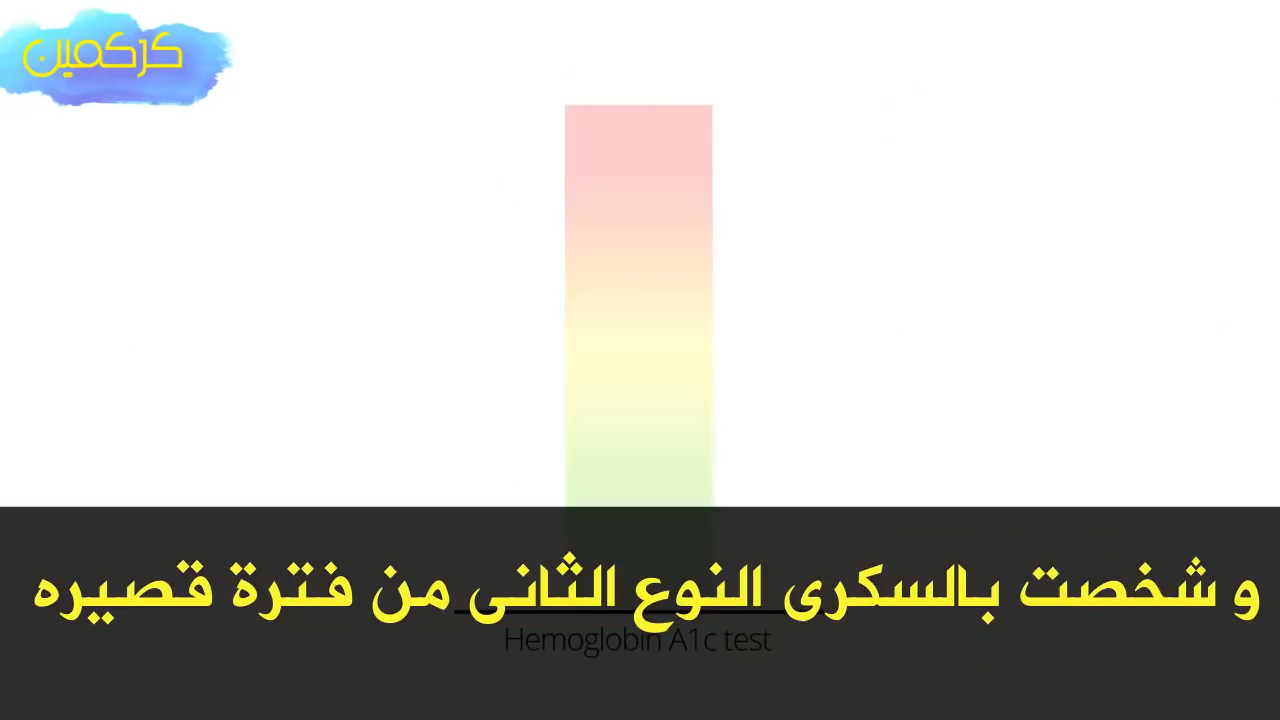 كركمين
و شخصت بالسكرى النوع الثانى من فترة قصيره
Hemoglobin A1c test